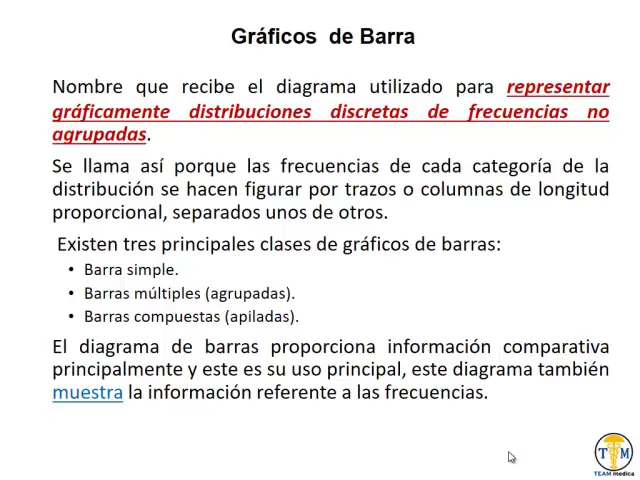 Gráficos de Barra
Nombre que recibe el diagrama utilizado para representar
gráficamente distribuciones discretas de frecuencias no
agrupadas.
Se llama así porque las frecuencias de cada categoría de la
distribución se hacen figurar por trazos o columnas de longitud
proporcional, separados unos de otros.
Existen tres principales clases de gráficos de barras:
• Barra simple.
• Barras múltiples (agrupadas).
• Barras compuestas (apiladas).
El diagrama de barras proporciona información comparativa
principalmente y este es su uso principal, este diagrama también
muestra la información referente a las frecuencias.
T M
TEAM medica